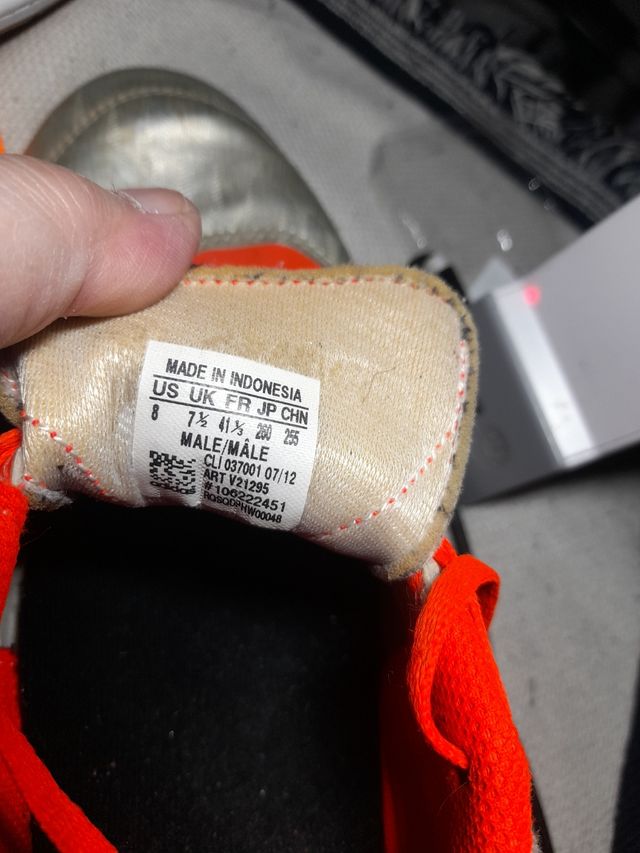 MADE IN INDONESIA
US UK FR JP CHN
8 7½ 41⅓ 260 255
MALE/MÂLE
CLI 037001 07/12
ART V21295
#106222451